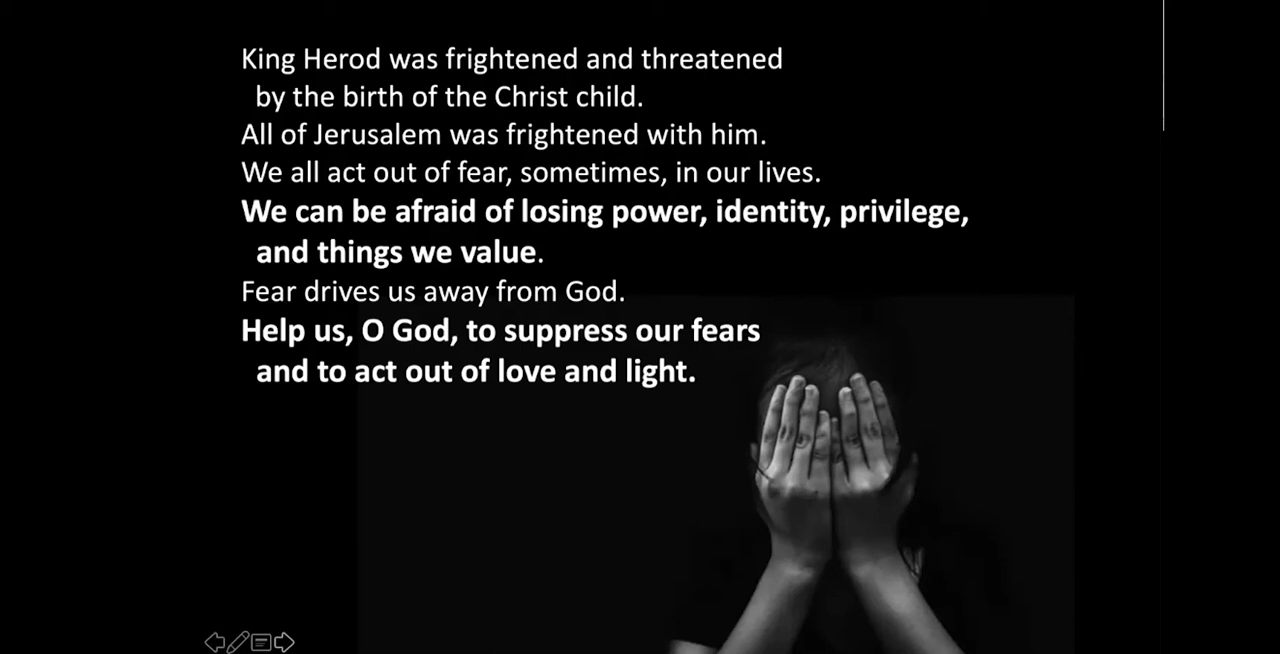 King Herod was frightened and threatened
by the birth of the Christ child.
All of Jerusalem was frightened with him.
We all act out of fear, sometimes, in our lives.
We can be afraid of losing power, identity, privilege,
and things we value.
Fear drives us away from God.
Help us, O God, to suppress our fears
and to act out of love and light.